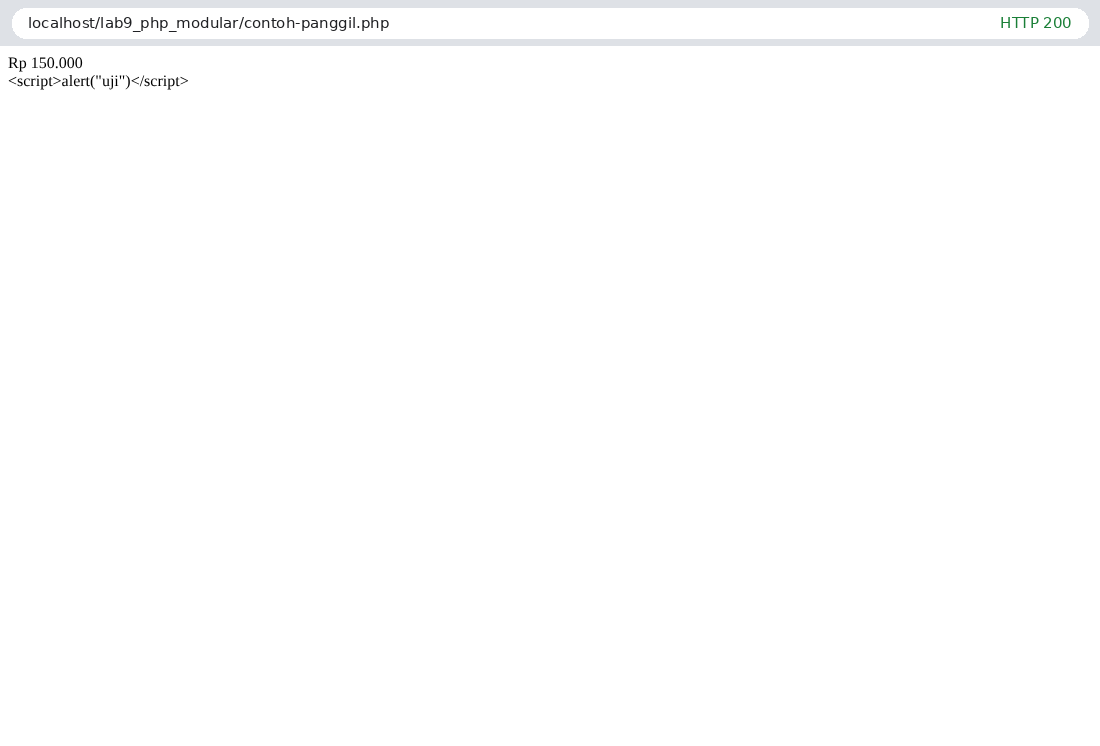 localhost/lab9_php_modular/contoh-panggil.php HTTP 200
Rp 150.000
<script>alert("uji")</script>